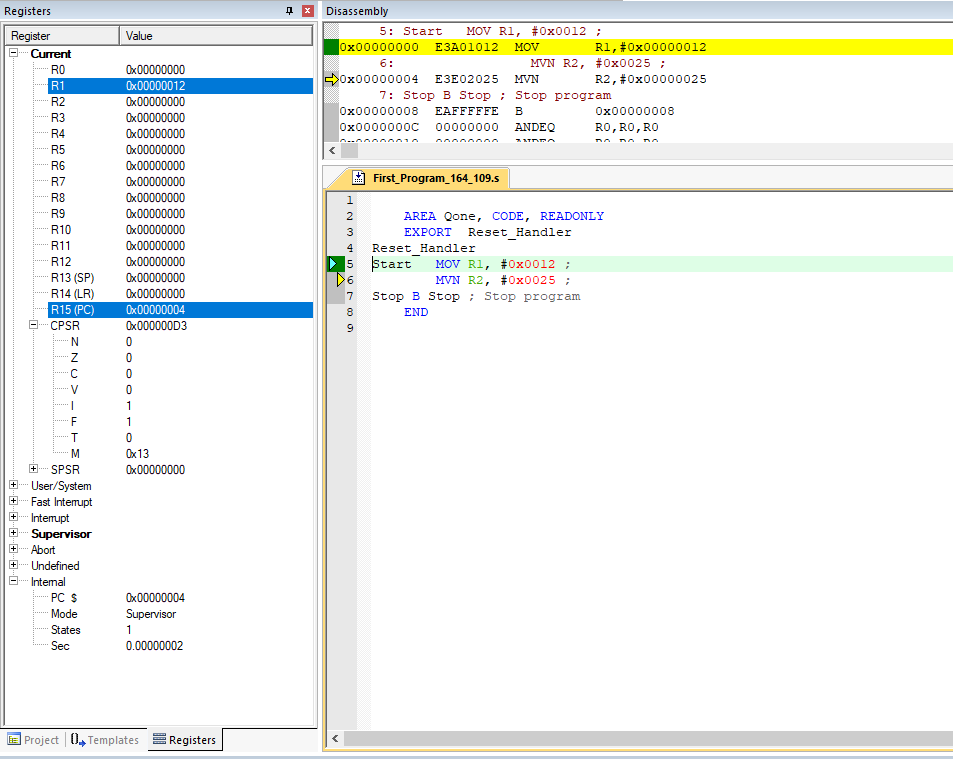 Registers
Register Value
Current
R0 0x00000000
R1 0x00000012
R2 0x00000000
R3 0x00000000
R4 0x00000000
R5 0x00000000
R6 0x00000000
R7 0x00000000
R8 0x00000000
R9 0x00000000
R10 0x00000000
R11 0x00000000
R12 0x00000000
R13 (SP) 0x00000000
R14 (LR) 0x00000000
R15 (PC) 0x00000004
CPSR 0x000000D3
N 0
Z 0
C 0
V 0
I 1
F 1
T 0
M 0x13
SPSR 0x00000000
User/System
Fast Interrupt
Interrupt
Supervisor
Abort
Undefined
Internal
PC $ 0x00000004
Mode Supervisor
States 1
Sec 0.00000002
Project Templates Registers
Disassembly
5: Start MOV R1, #0x0012 ;
0x00000000 E3A01012 MOV R1,#0x00000012
6: MVN R2, #0x0025 ;
0x00000004 E3E02025 MVN R2,#0x00000025
7: Stop B Stop ; Stop program
0x00000008 EAFFFFFE B 0x00000008
0x0000000C 00000000 ANDEQ R0,R0,R0
First_Program_164_109.s
1
2 AREA Qone, CODE, READONLY
3 EXPORT Reset_Handler
4 Reset_Handler
5 Start MOV R1, #0x0012 ;
6 MVN R2, #0x0025 ;
7 Stop B Stop ; Stop program
8 END
9